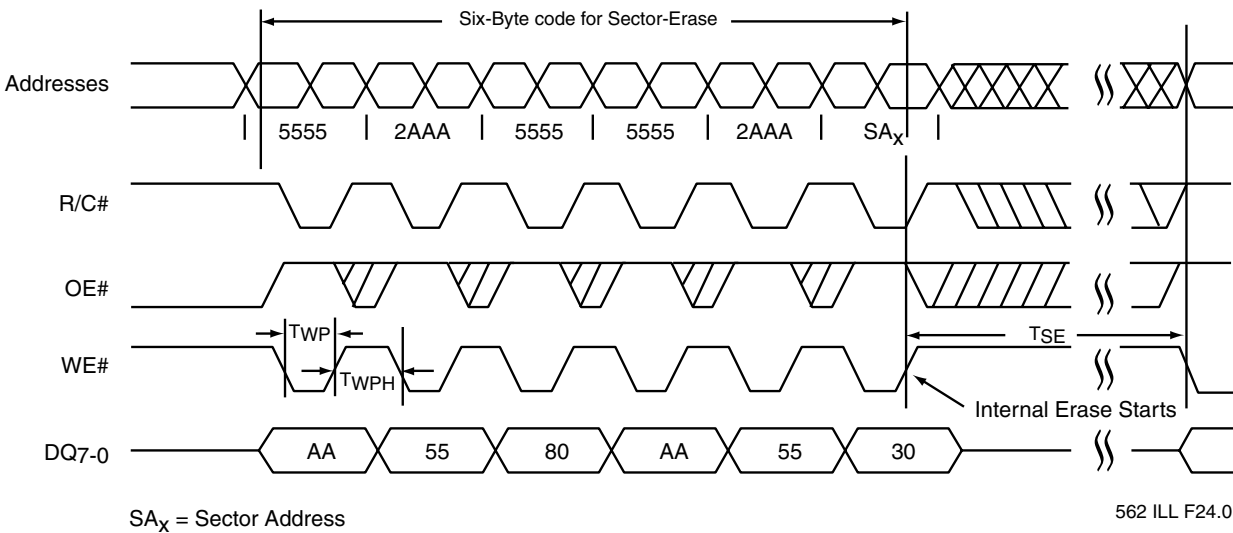 Six-Byte code for Sector-Erase
Addresses
5555 2AAA 5555 5555 2AAA SAX
R/C#
OE#
TWP
TSE
WE#
TWPH
Internal Erase Starts
DQ7-0 AA 55 80 AA 55 30
SAX = Sector Address
562 ILL F24.0